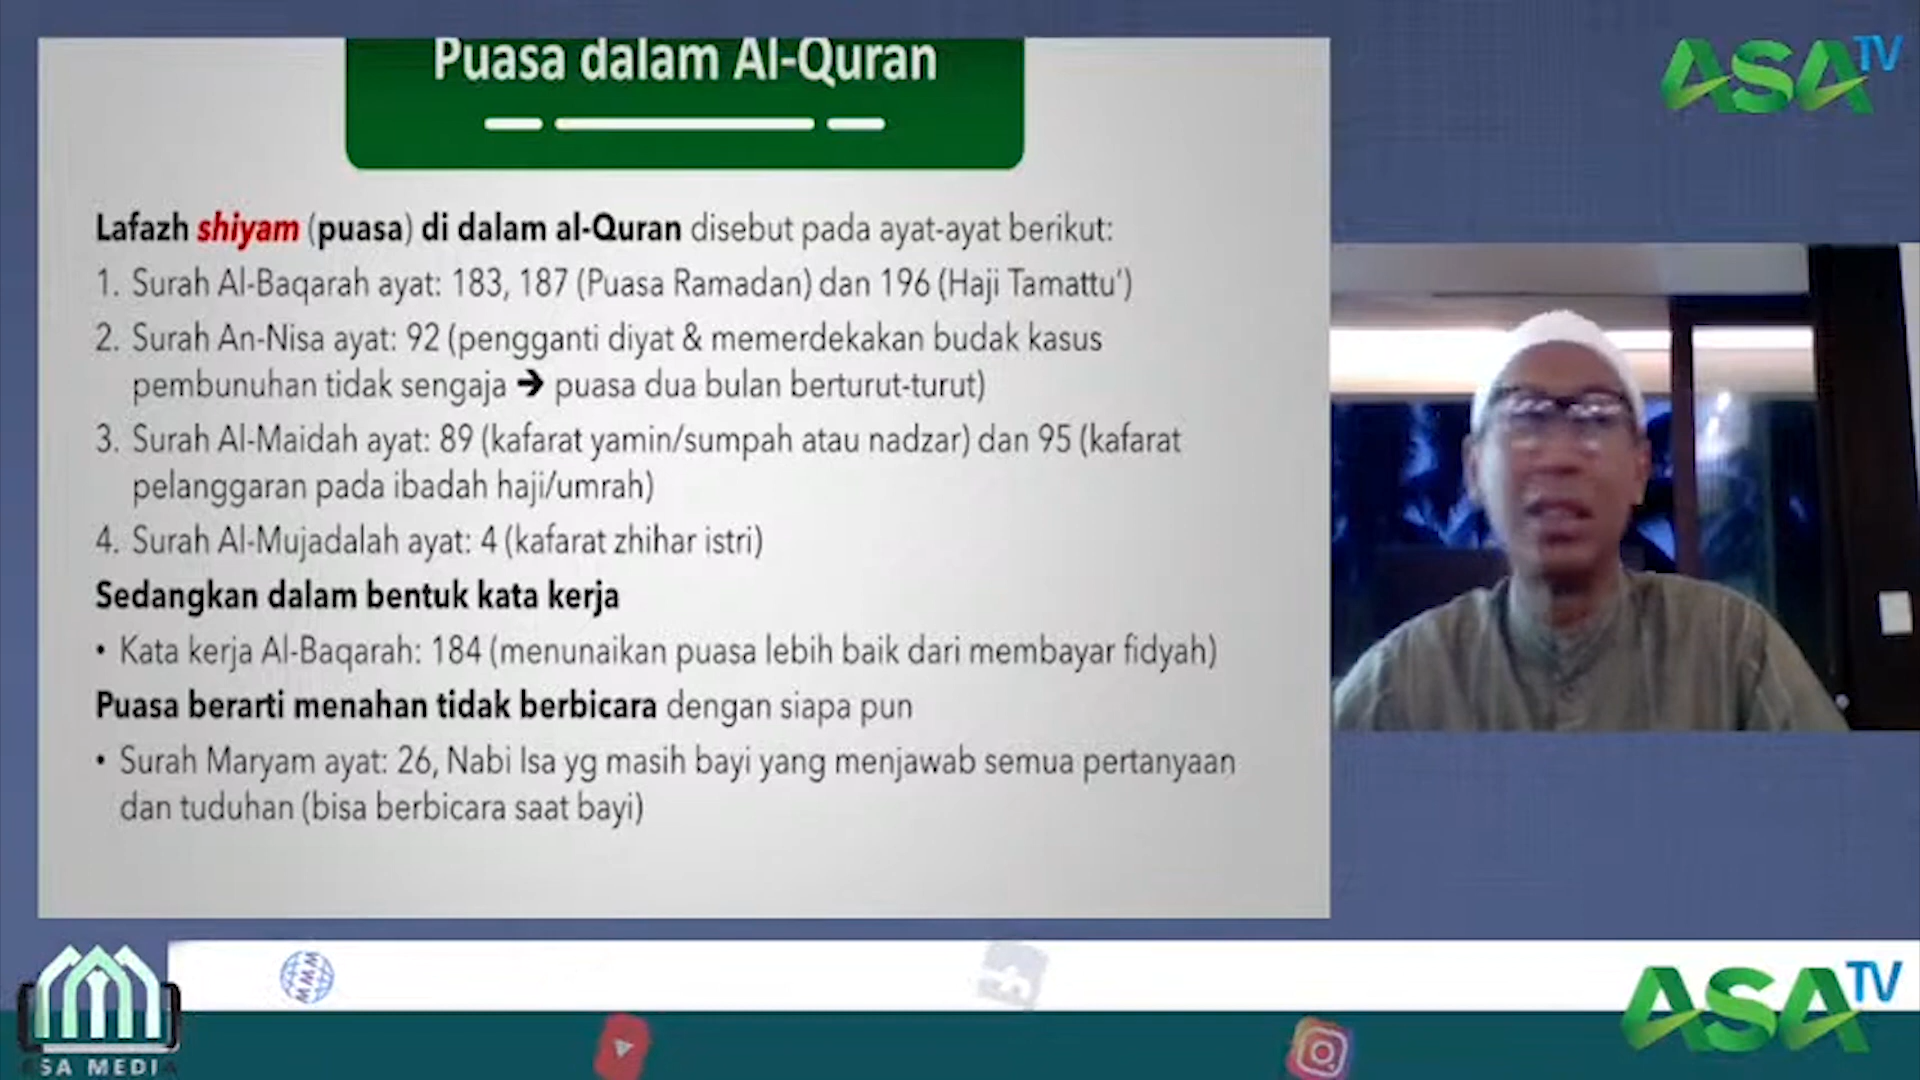 Puasa dalam Al-Quran
ASA TV
Lafazh shiyam (puasa) di dalam al-Quran disebut pada ayat-ayat berikut:
1. Surah Al-Baqarah ayat: 183, 187 (Puasa Ramadan) dan 196 (Haji Tamattu’)
2. Surah An-Nisa ayat: 92 (pengganti diyat & memerdekakan budak kasus
pembunuhan tidak sengaja ➔ puasa dua bulan berturut-turut)
3. Surah Al-Maidah ayat: 89 (kafarat yamin/sumpah atau nadzar) dan 95 (kafarat
pelanggaran pada ibadah haji/umrah)
4. Surah Al-Mujadalah ayat: 4 (kafarat zhihar istri)
Sedangkan dalam bentuk kata kerja
• Kata kerja Al-Baqarah: 184 (menunaikan puasa lebih baik dari membayar fidyah)
Puasa berarti menahan tidak berbicara dengan siapa pun
• Surah Maryam ayat: 26, Nabi Isa yg masih bayi yang menjawab semua pertanyaan
dan tuduhan (bisa berbicara saat bayi)
WWW
ASA TV
ASA MEDIA